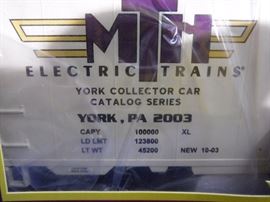 MTH
ELECTRIC TRAINS®
YORK COLLECTOR CAR
CATALOG SERIES
YORK, PA 2003
CAPY 100000 XL
LD LMT 123800
LT WT 45200 NEW 10-03